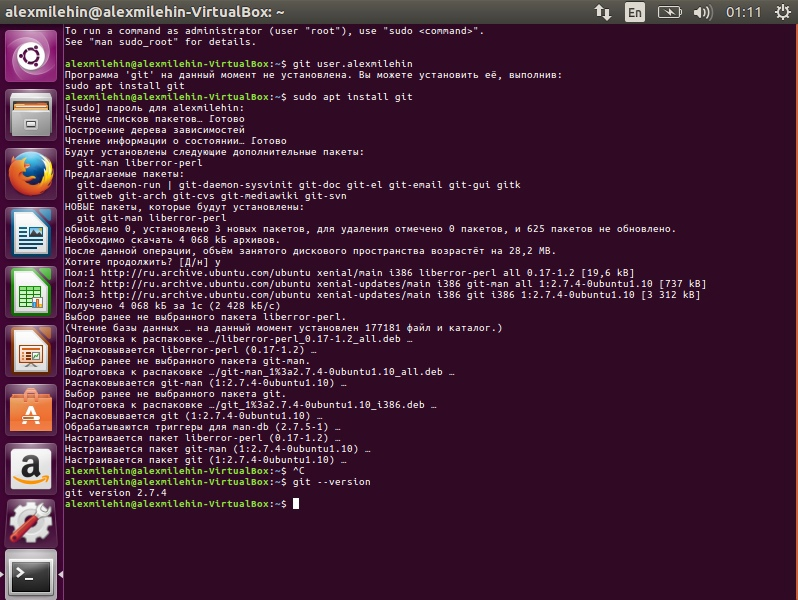 alexmilehin@alexmilehin-VirtualBox: ~
En
01:11
To run a command as administrator (user "root"), use "sudo <command>".
See "man sudo_root" for details.
alexmilehin@alexmilehin-VirtualBox:~$ git user.alexmilehin
Программа 'git' на данный момент не установлена. Вы можете установить её, выполнив:
sudo apt install git
alexmilehin@alexmilehin-VirtualBox:~$ sudo apt install git
[sudo] пароль для alexmilehin:
Чтение списков пакетов… Готово
Построение дерева зависимостей
Чтение информации о состоянии… Готово
Будут установлены следующие дополнительные пакеты:
git-man liberror-perl
Предлагаемые пакеты:
git-daemon-run | git-daemon-sysvinit git-doc git-el git-email git-gui gitk
gitweb git-arch git-cvs git-mediawiki git-svn
НОВЫЕ пакеты, которые будут установлены:
git git-man liberror-perl
обновлено 0, установлено 3 новых пакетов, для удаления отмечено 0 пакетов, и 625 пакетов не обновлено.
Необходимо скачать 4 068 kБ архивов.
После данной операции, объём занятого дискового пространства возрастёт на 28,2 MB.
Хотите продолжить? [Д/н] y
Пол:1 http://ru.archive.ubuntu.com/ubuntu xenial/main i386 liberror-perl all 0.17-1.2 [19,6 kB]
Пол:2 http://ru.archive.ubuntu.com/ubuntu xenial-updates/main i386 git-man all 1:2.7.4-0ubuntu1.10 [737 kB]
Пол:3 http://ru.archive.ubuntu.com/ubuntu xenial-updates/main i386 git i386 1:2.7.4-0ubuntu1.10 [3 312 kB]
Получено 4 068 kБ за 1с (2 428 kБ/c)
Выбор ранее не выбранного пакета liberror-perl.
(Чтение базы данных … на данный момент установлен 177181 файл и каталог.)
Подготовка к распаковке …/liberror-perl_0.17-1.2_all.deb …
Распаковывается liberror-perl (0.17-1.2) …
Выбор ранее не выбранного пакета git-man.
Подготовка к распаковке …/git-man_1%3a2.7.4-0ubuntu1.10_all.deb …
Распаковывается git-man (1:2.7.4-0ubuntu1.10) …
Выбор ранее не выбранного пакета git.
Подготовка к распаковке …/git_1%3a2.7.4-0ubuntu1.10_i386.deb …
Распаковывается git (1:2.7.4-0ubuntu1.10) …
Обрабатываются триггеры для man-db (2.7.5-1) …
Настраивается пакет liberror-perl (0.17-1.2) …
Настраивается пакет git-man (1:2.7.4-0ubuntu1.10) …
Настраивается пакет git (1:2.7.4-0ubuntu1.10) …
alexmilehin@alexmilehin-VirtualBox:~$ ^C
alexmilehin@alexmilehin-VirtualBox:~$ git --version
git version 2.7.4
alexmilehin@alexmilehin-VirtualBox:~$